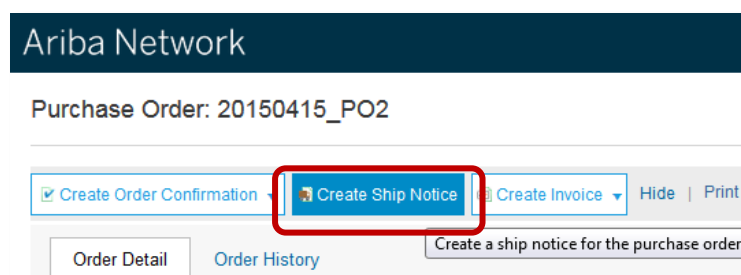 Ariba Network
Purchase Order: 20150415_PO2
Create Order Confirmation Create Ship Notice Create Invoice Hide | Print
Create a ship notice for the purchase order
Order Detail Order History